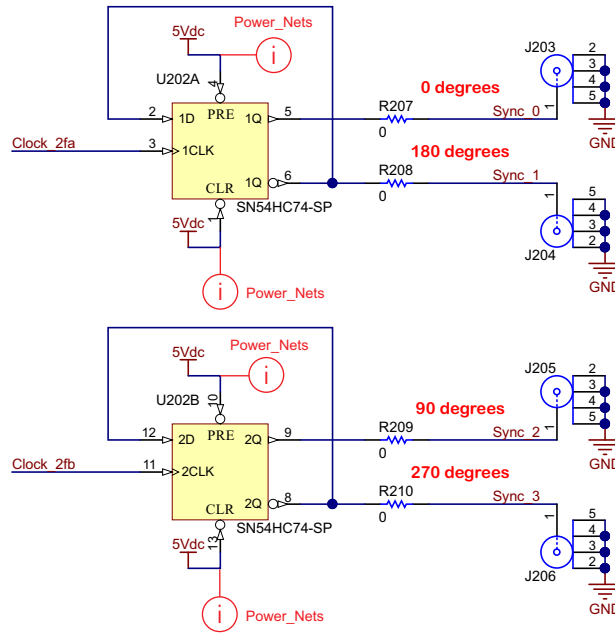 Power_Nets
5Vdc
i
J203
U202A
4
2
3
4
5
1
PRE
2
1D
1Q
5
R207
0
0 degrees
Sync_0
GND
Clock_2fa
3
1CLK
180 degrees
1Q
6
R208
0
Sync_1
CLR
1
SN54HC74-SP
5Vdc
1
5
4
3
2
J204
GND
i
Power_Nets
Power_Nets
5Vdc
i
J205
U202B
10
2
3
4
5
1
PRE
12
2D
2Q
9
R209
0
90 degrees
Sync_2
GND
Clock_2fb
11
2CLK
270 degrees
2Q
8
R210
0
Sync_3
CLR
13
SN54HC74-SP
5Vdc
1
5
4
3
2
J206
GND
i
Power_Nets